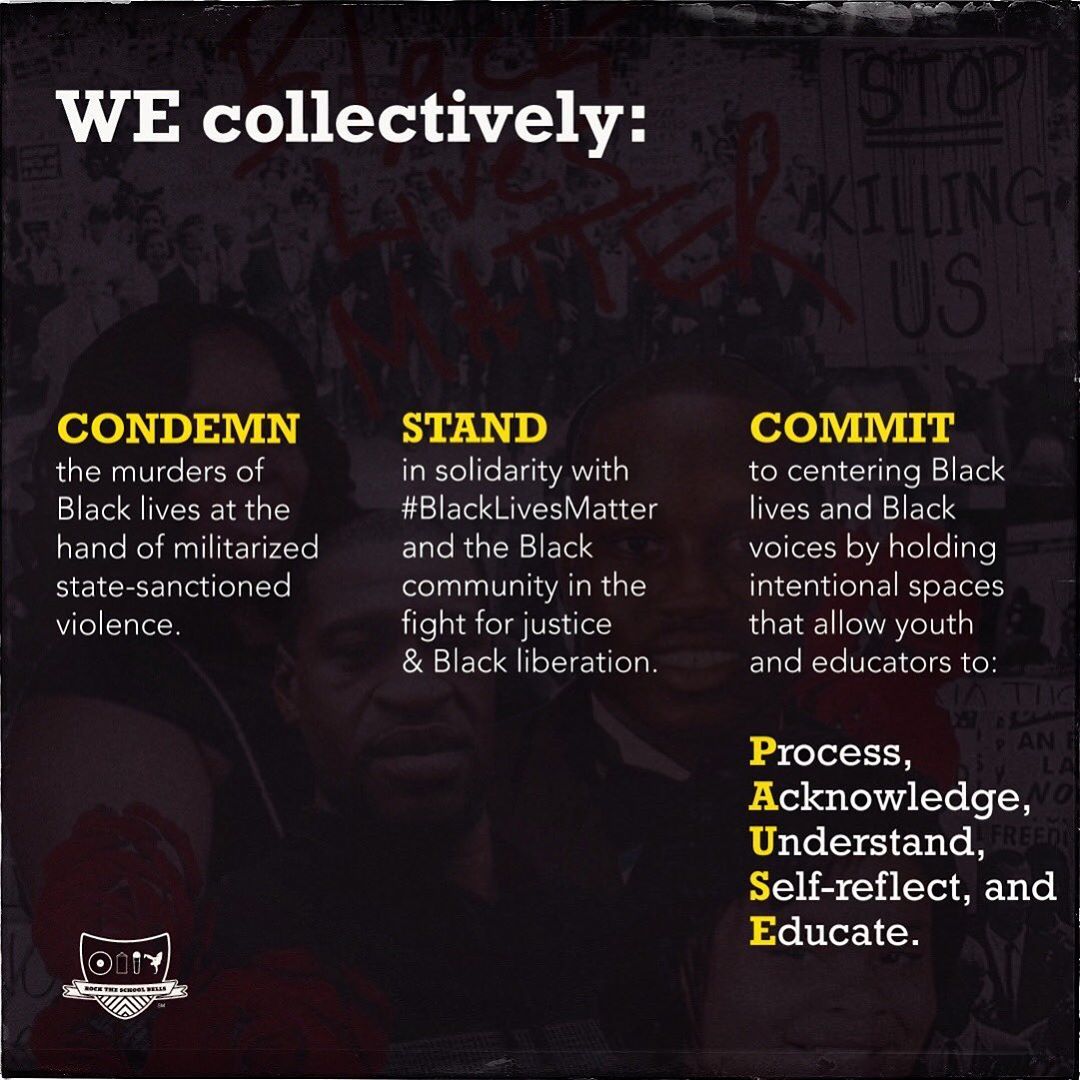 WE collectively:
Black
Lives
MATTER
STOP
KILLING
US
CONDEMN
the murders of
Black lives at the
hand of militarized
state-sanctioned
violence.
STAND
in solidarity with
#BlackLivesMatter
and the Black
community in the
fight for justice
& Black liberation.
COMMIT
to centering Black
lives and Black
voices by holding
intentional spaces
that allow youth
and educators to:
Process,
Acknowledge,
Understand,
Self-reflect, and
Educate.
ROCK THE SCHOOL BELLS
SM